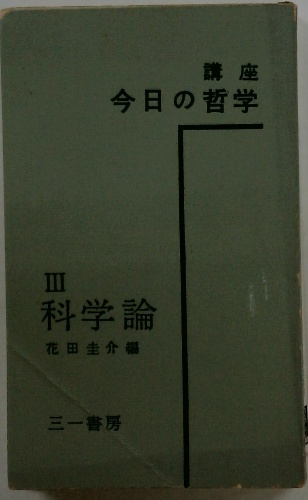 講座
今日の哲学
III
科学論
花田圭介編
三一書房